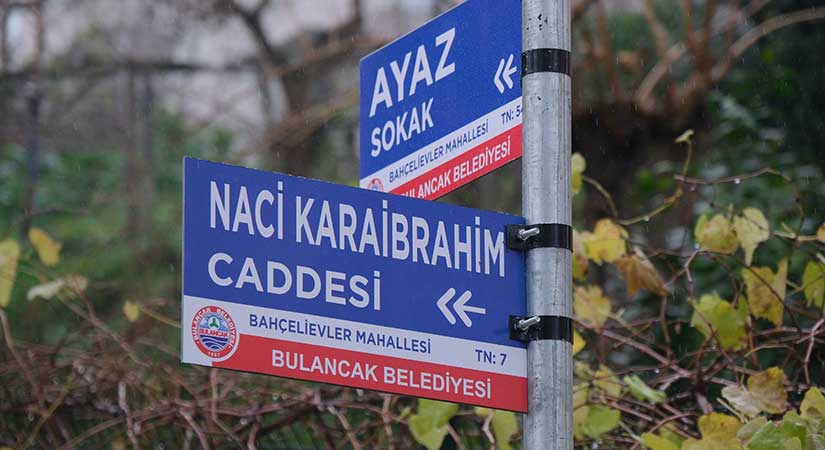 AYAZ
SOKAK
BAHÇELİEVLER MAHALLESİ
BULANCAK BELEDİYESİ
NACİ KARAİBRAHİM
CADDESİ
BAHÇELİEVLER MAHALLESİ TN: 7
BULANCAK BELEDİYESİ